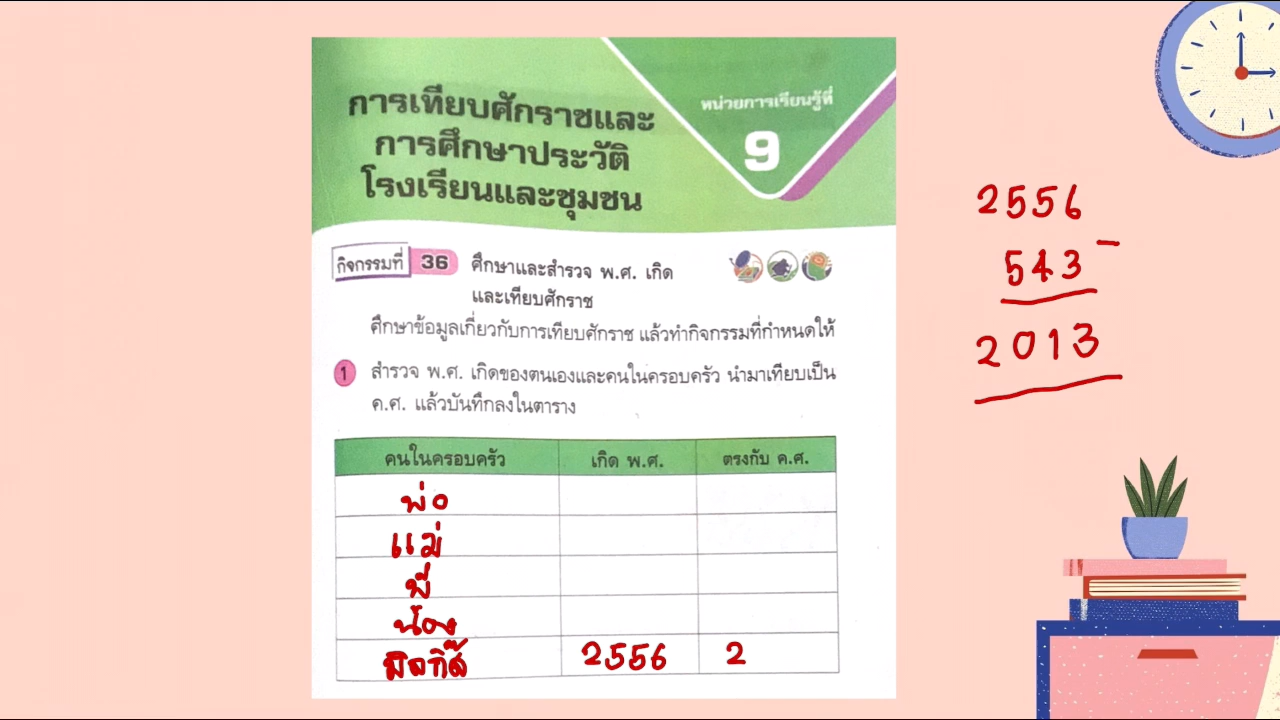 การเทียบศักราชและ
การศึกษาประวัติ
โรงเรียนและชุมชน
หน่วยการเรียนรู้ที่
9
กิจกรรมที่ 36 ศึกษาและสำรวจ พ.ศ. เกิด
และเทียบศักราช
ศึกษาข้อมูลเกี่ยวกับการเทียบศักราช แล้วทำกิจกรรมที่กำหนดให้
1 สำรวจ พ.ศ. เกิดของตนเองและคนในครอบครัว นำมาเทียบเป็น
ค.ศ. แล้วบันทึกลงในตาราง
คนในครอบครัว เกิด พ.ศ. ตรงกับ ค.ศ.
พ่อ
แม่
พี่
น้อง
2556 2
2556
-
543
2013